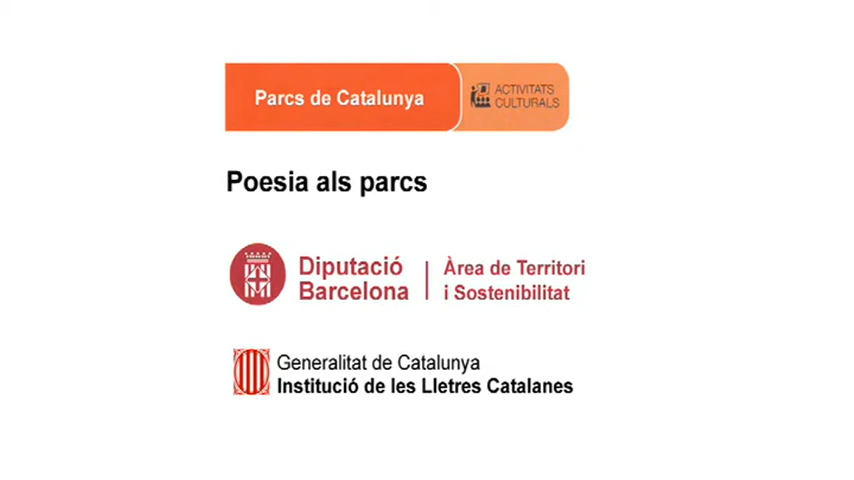 Parcs de Catalunya
ACTIVITATS
CULTURALS
Poesia als parcs
Diputació
Barcelona
Àrea de Territori
i Sostenibilitat
Generalitat de Catalunya
Institució de les Lletres Catalanes